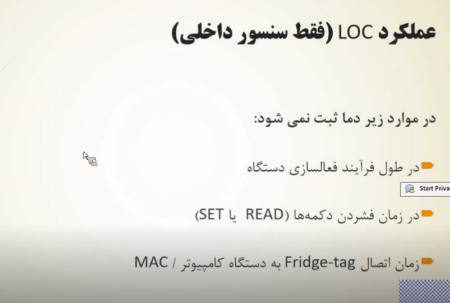 عملکرد LOC (فقط سنسور داخلی)
در موارد زیر دما ثبت نمی شود:
در طول فرآیند فعالسازی دستگاه
Start Priva
در زمان فشردن دکمه‌ها (READ یا SET)
زمان اتصال Fridge-tag به دستگاه کامپیوتر / MAC